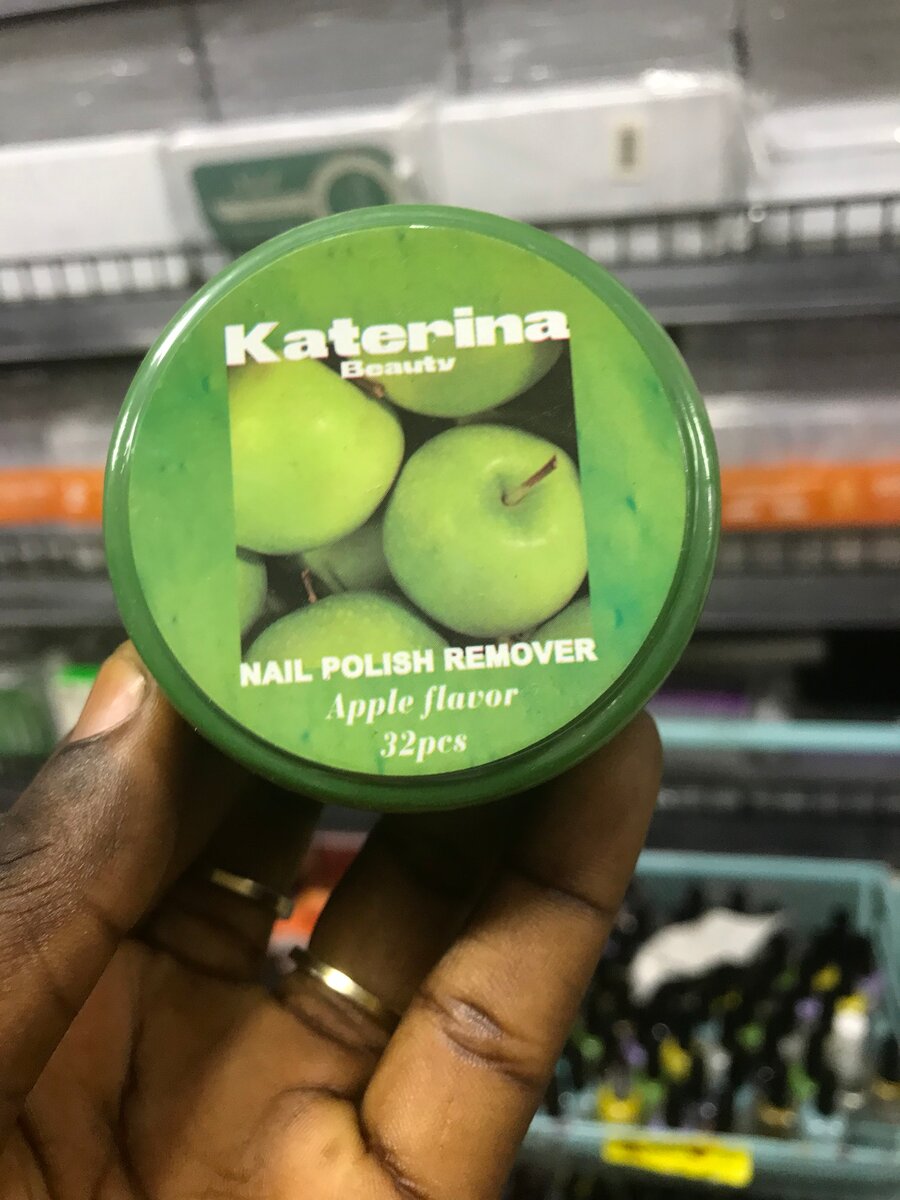 Katerina
Beauty
NAIL POLISH REMOVER
Apple flavor
32pcs